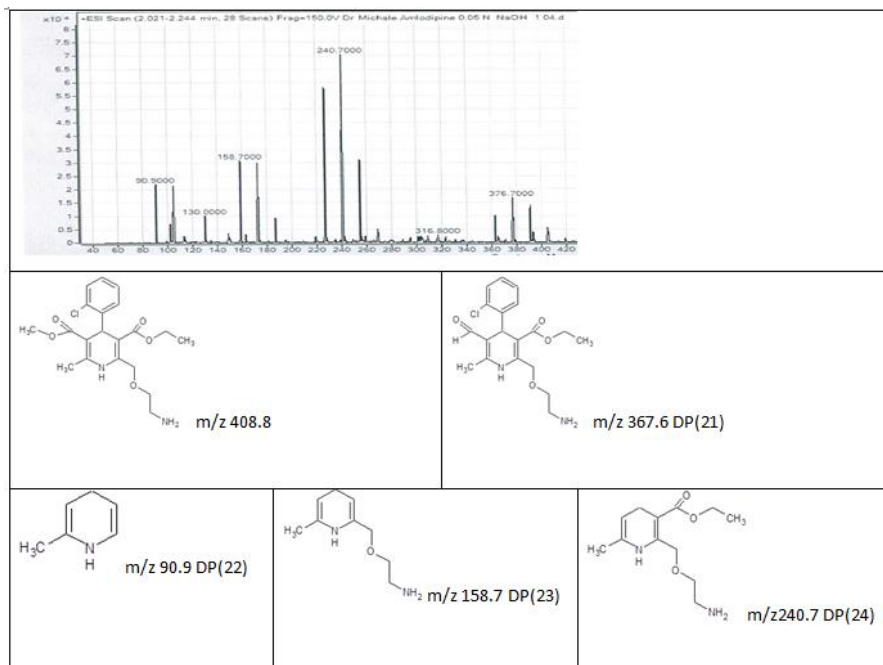 +ESI Scan (2.021-2.244 min, 28 Scans) Frag=150.0V Dr Michale Amlodipine 0.05 N NaOH 1 04.d
x10 4
8
7.5
7
6.5
6
5.5
5
4.5
4
3.5
3
2.5
2
1.5
1
0.5
0
90.9000
130.0000
158.7000
240.7000
316.8000
376.7000
40 60 80 100 120 140 160 180 200 220 240 260 280 300 320 340 360 380 400 420
Cl
O
O
H3C
O
O
CH3
H3C
N
H
O
NH2
m/z 408.8
Cl
O
O
H
O
CH3
H3C
N
H
O
NH2
m/z 367.6 DP(21)
H3C
N
H
m/z 90.9 DP(22)
H3C
N
H
O
NH2
m/z 158.7 DP(23)
O
O
CH3
H3C
N
H
O
NH2
m/z240.7 DP(24)